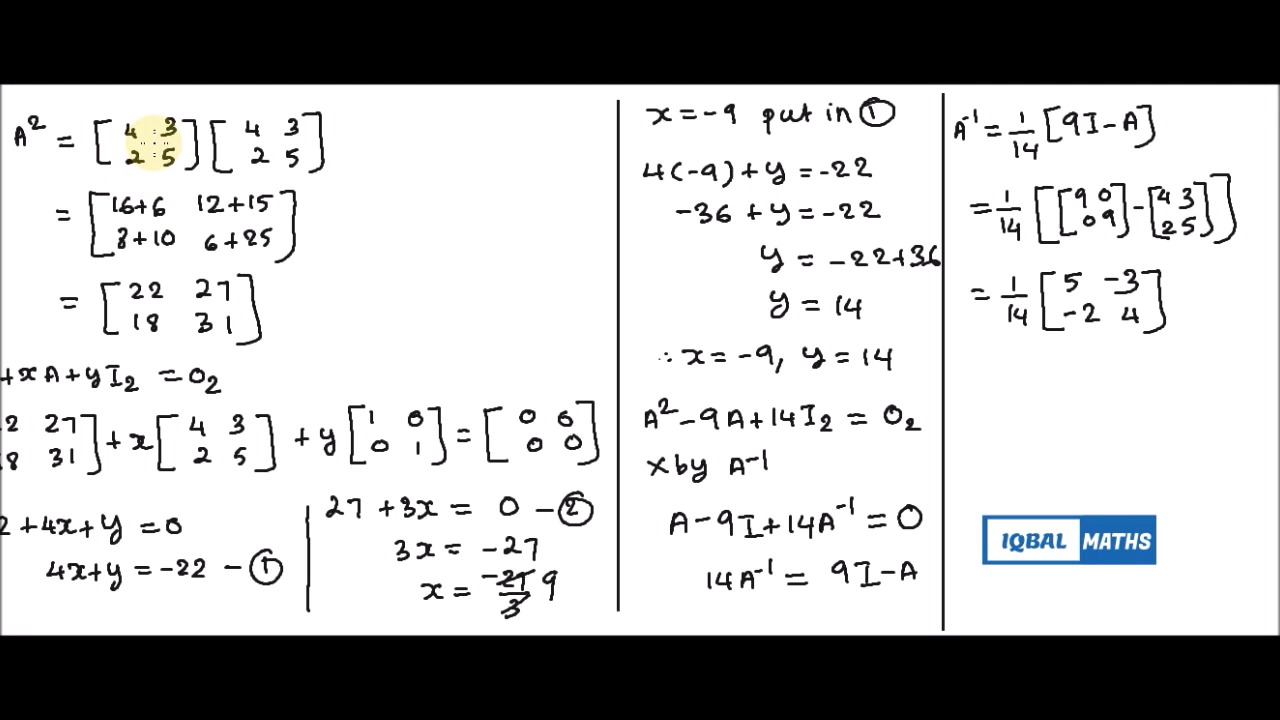 A² = [4 3; 2 5] [4 3; 2 5]
= [16+6 12+15; 8+10 6+25]
= [22 27; 18 31]
+xA+yI₂ = O₂
[2 27; 8 31] + x[4 3; 2 5] + y[1 0; 0 1] = [0 0; 0 0]
2+4x+y = 0
4x+y = -22 - ①
27+3x = 0 - ②
3x = -27
x = -27/3 9
x = -9 put in ①
4(-9)+y = -22
-36+y = -22
y = -22+36
y = 14
∴ x = -9, y = 14
A² - 9A + 14I₂ = O₂
× by A⁻¹
A - 9I + 14A⁻¹ = 0
14A⁻¹ = 9I - A
A⁻¹ = 1/14 [9I - A]
= 1/14 [[9 0; 0 9] - [4 3; 2 5]]
= 1/14 [5 -3; -2 4]
IQBAL MATHS